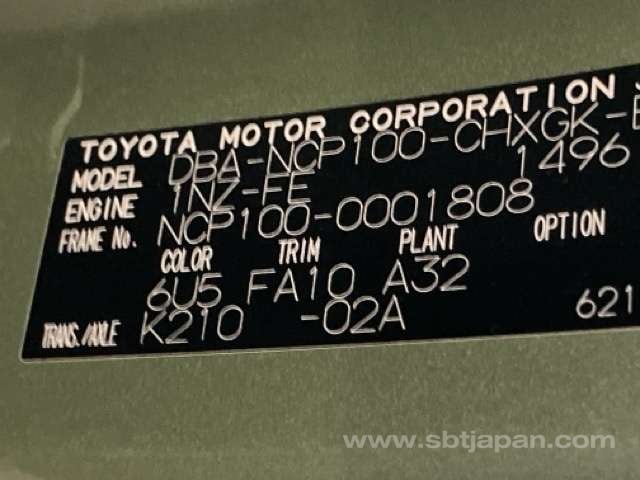 TOYOTA MOTOR CORPORATION
MODEL DBA-NCP100-CHXGK-
ENGINE 1NZ-FE 1496
FRAME No. NCP100-0001808
COLOR TRIM PLANT OPTION
6U5 FA10 A32
TRANS./AXLE K210 -02A 621
www.sbtjapan.com